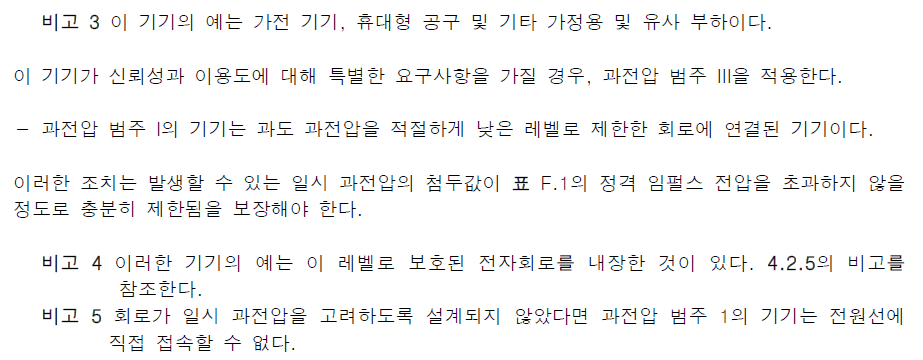 비고 3 이 기기의 예는 가전 기기, 휴대형 공구 및 기타 가정용 및 유사 부하이다.
이 기기가 신뢰성과 이용도에 대해 특별한 요구사항을 가질 경우, 과전압 범주 III을 적용한다.
- 과전압 범주 I의 기기는 과도 과전압을 적절하게 낮은 레벨로 제한한 회로에 연결된 기기이다.
이러한 조치는 발생할 수 있는 일시 과전압의 첨두값이 표 F.1의 정격 임펄스 전압을 초과하지 않을
정도로 충분히 제한됨을 보장해야 한다.
비고 4 이러한 기기의 예는 이 레벨로 보호된 전자회로를 내장한 것이 있다. 4.2.5의 비고를
참조한다.
비고 5 회로가 일시 과전압을 고려하도록 설계되지 않았다면 과전압 범주 1의 기기는 전원선에
직접 접속할 수 없다.